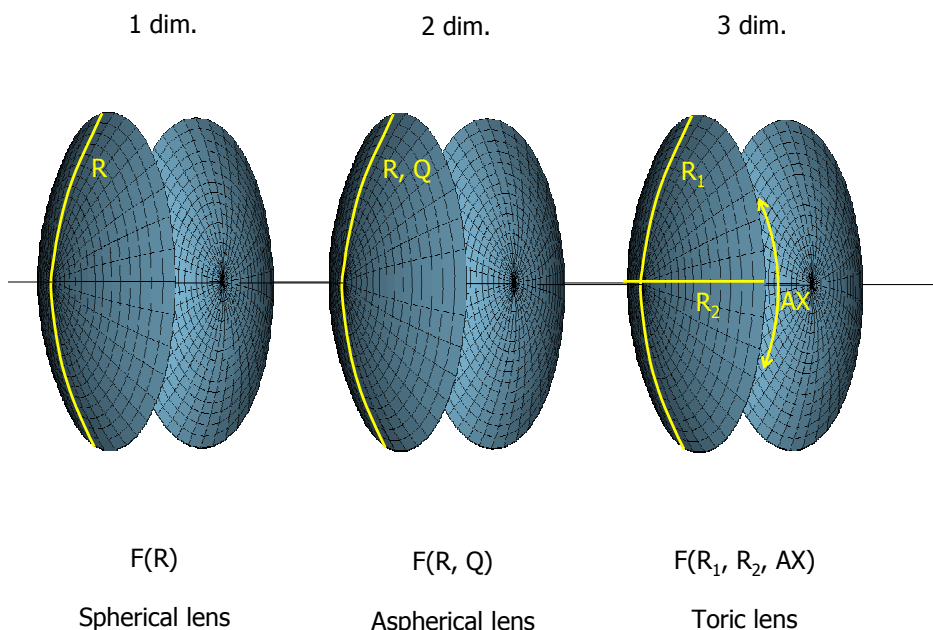 1 dim.
2 dim.
3 dim.
R
R, Q
R₁
R₂
AX
F(R)
F(R, Q)
F(R₁, R₂, AX)
Spherical lens
Aspherical lens
Toric lens